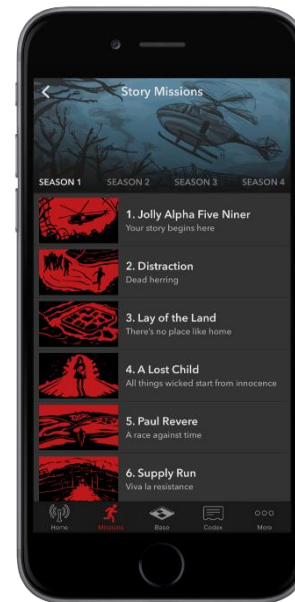 Story Missions
SEASON 1 SEASON 2 SEASON 3 SEASON 4
1. Jolly Alpha Five Niner
Your story begins here
2. Distraction
Dead herring
3. Lay of the Land
There's no place like home
4. A Lost Child
All things wicked start from innocence
5. Paul Revere
A race against time
6. Supply Run
Viva la resistance
Home Missions Base Codex More